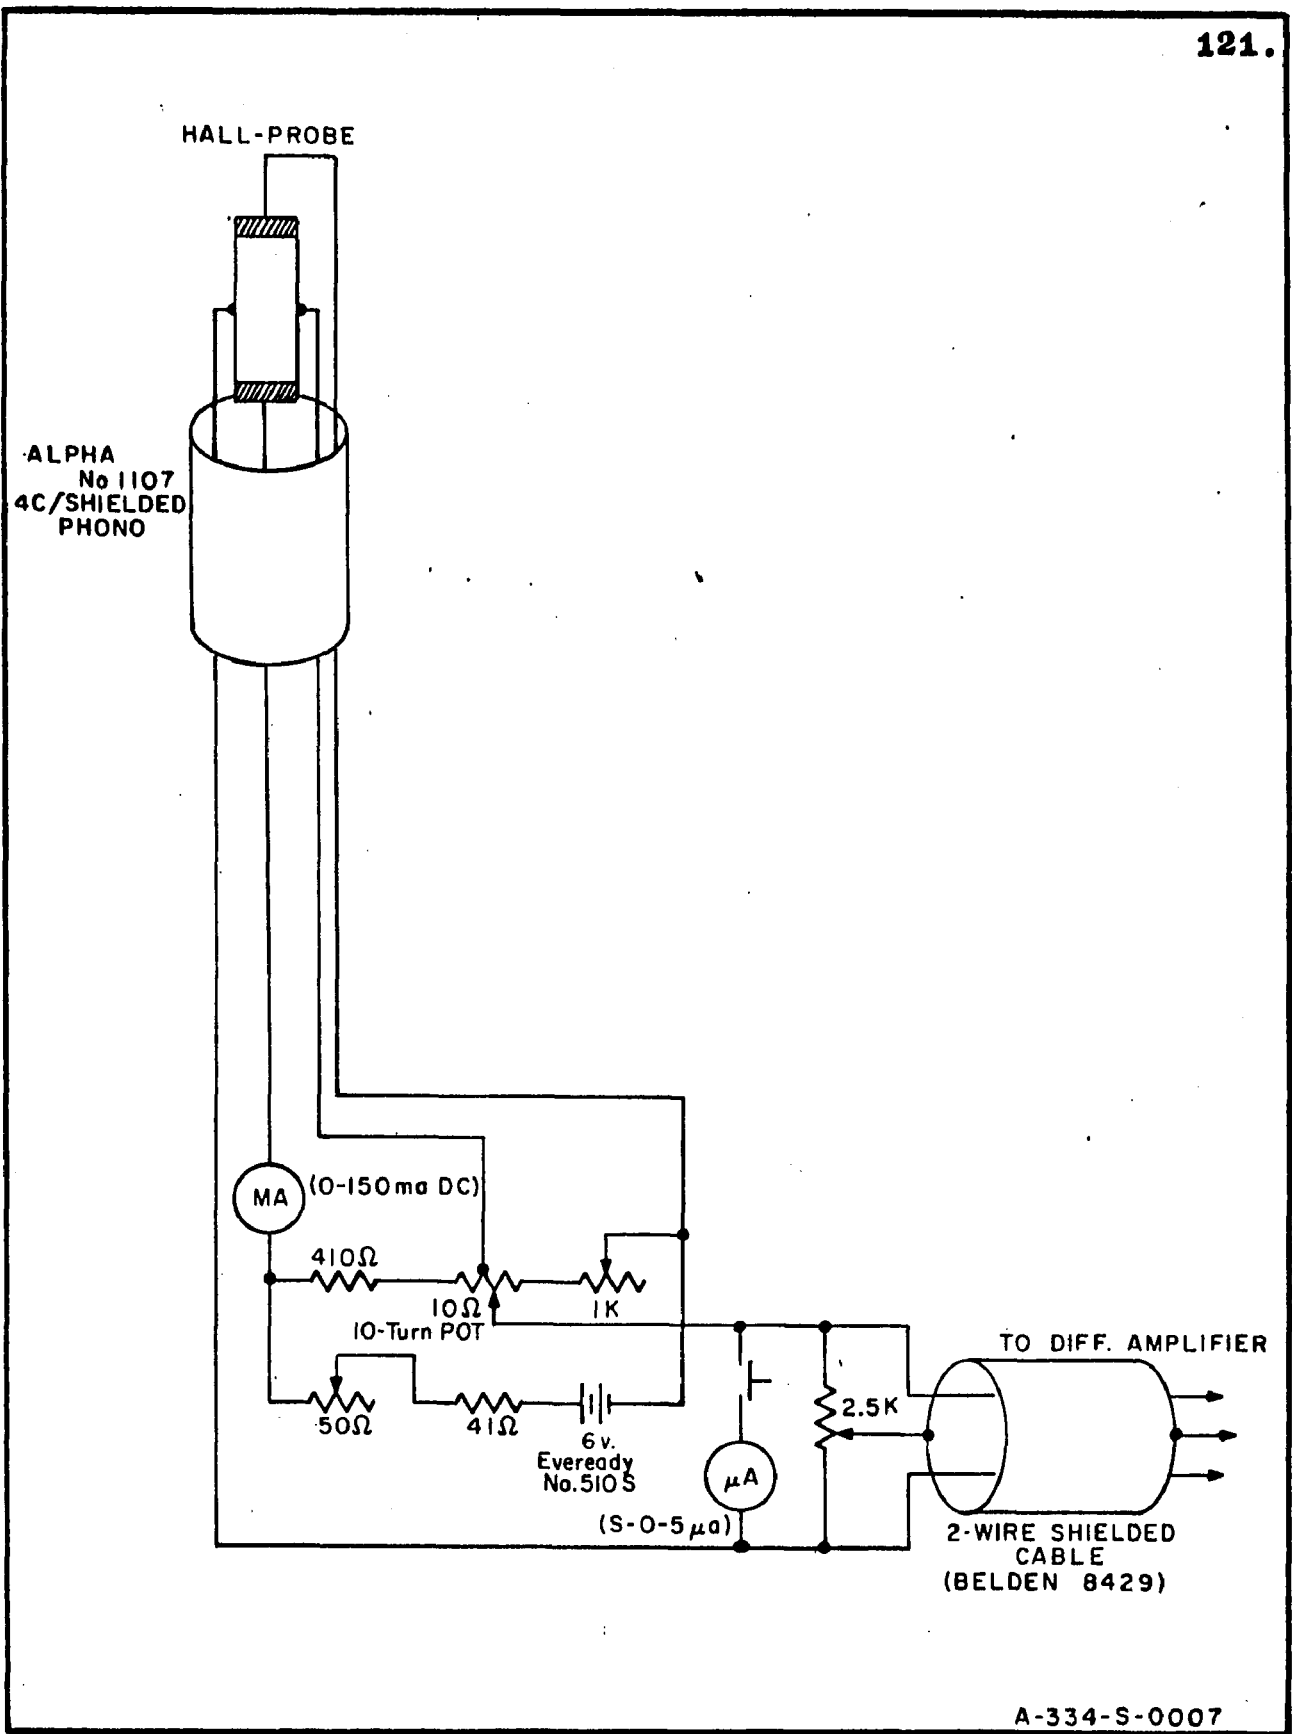 121.
HALL-PROBE
ALPHA
No 1107
4C/SHIELDED
PHONO
MA
(0-150ma DC)
410Ω
10Ω
10-Turn POT
1K
50Ω
41Ω
6v.
Eveready
No.510S
2.5K
μA
(S-0-5μa)
TO DIFF. AMPLIFIER
2-WIRE SHIELDED
CABLE
(BELDEN 8429)
A-334-S-0007